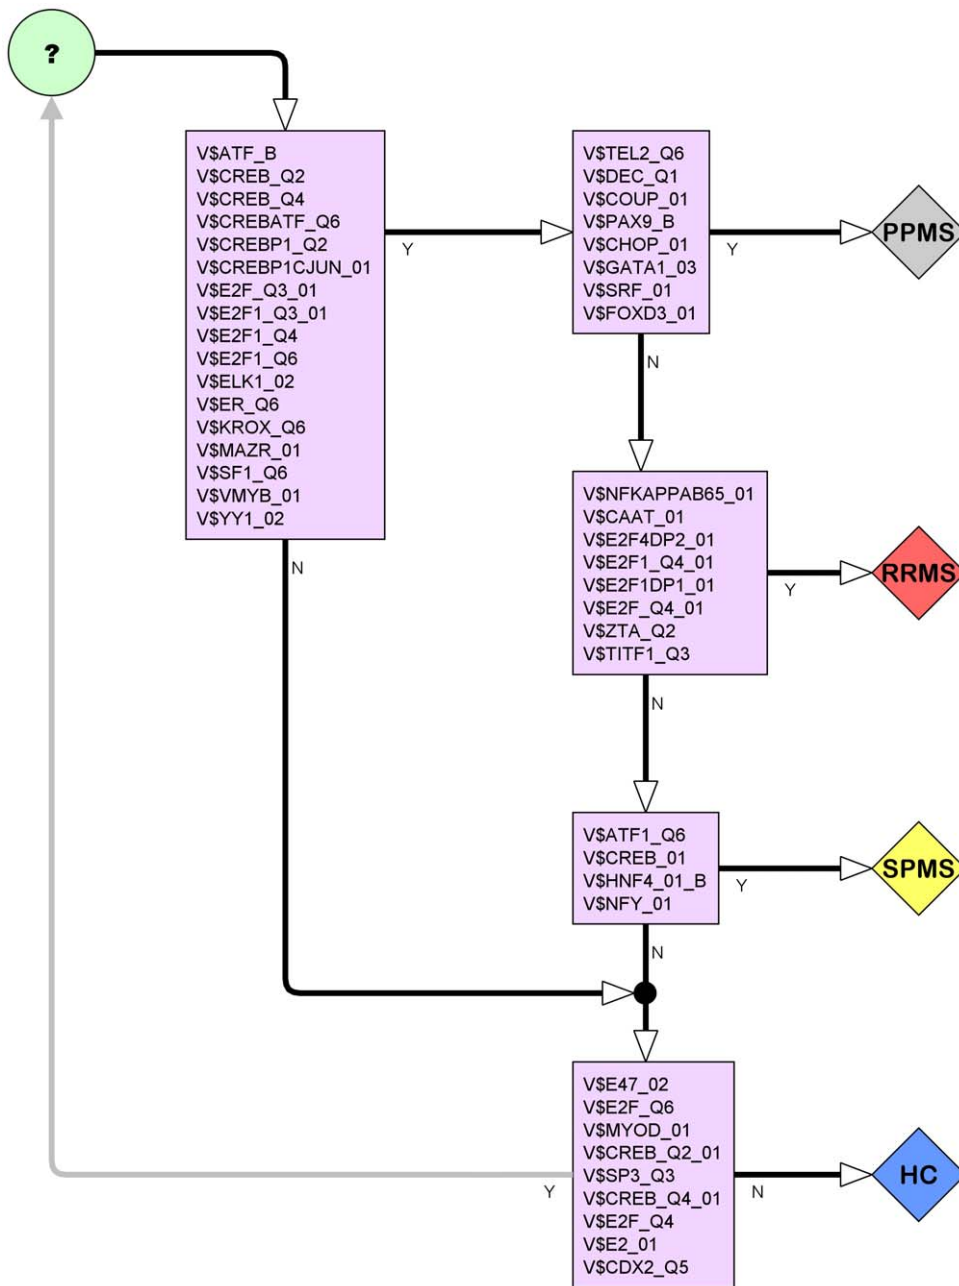 ?
V$ATF_B
V$CREB_Q2
V$CREB_Q4
V$CREBATF_Q6
V$CREBP1_Q2
V$CREBP1CJUN_01
V$E2F_Q3_01
V$E2F1_Q3_01
V$E2F1_Q4
V$E2F1_Q6
V$ELK1_02
V$ER_Q6
V$KROX_Q6
V$MAZR_01
V$SF1_Q6
V$VMYB_01
V$YY1_02
Y
N
V$TEL2_Q6
V$DEC_Q1
V$COUP_01
V$PAX9_B
V$CHOP_01
V$GATA1_03
V$SRF_01
V$FOXD3_01
Y
PPMS
N
V$NFKAPPAB65_01
V$CAAT_01
V$E2F4DP2_01
V$E2F1_Q4_01
V$E2F1DP1_01
V$E2F_Q4_01
V$ZTA_Q2
V$TITF1_Q3
Y
RRMS
N
V$ATF1_Q6
V$CREB_01
V$HNF4_01_B
V$NFY_01
Y
SPMS
N
V$E47_02
V$E2F_Q6
V$MYOD_01
V$CREB_Q2_01
V$SP3_Q3
V$CREB_Q4_01
V$E2F_Q4
V$E2_01
V$CDX2_Q5
Y
N
HC